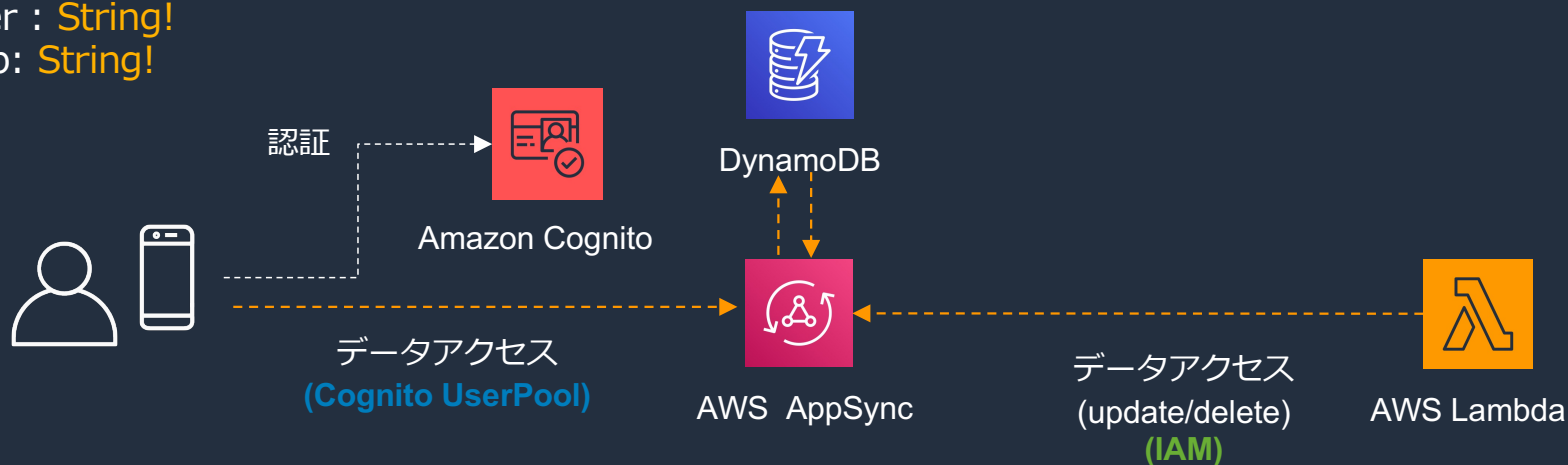 er : String!
: String!
認証
DynamoDB
Amazon Cognito
データアクセス
(Cognito UserPool)
AWS AppSync
データアクセス
(update/delete)
(IAM)
AWS Lambda